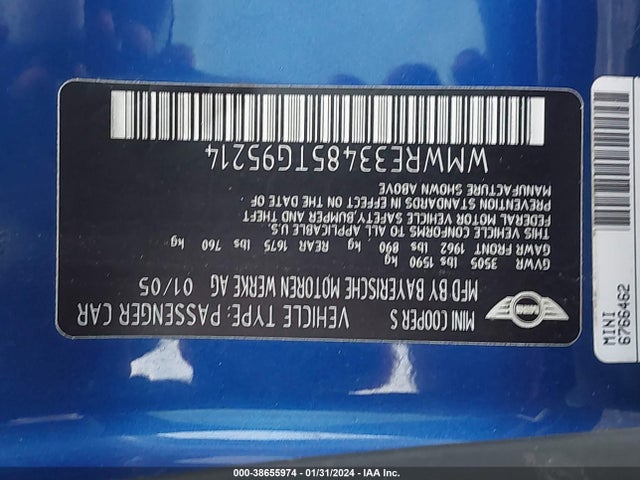 MINI COOPER S VEHICLE TYPE: PASSENGER CAR
MFD BY BAYERISCHE MOTOREN WERKE AG 01/05
GVWR 3505 lbs 1590 kg
GAWR FRONT 1962 lbs 890 kg REAR 1675 lbs 760 kg
THIS VEHICLE CONFORMS TO ALL APPLICABLE U.S.
FEDERAL MOTOR VEHICLE SAFETY BUMPER AND THEFT
PREVENTION STANDARDS IN EFFECT ON THE DATE OF
MANUFACTURE SHOWN ABOVE
WMWRE33485TG95214
MINI
6766462
000-38655974 - 01/31/2024 - IAA Inc.